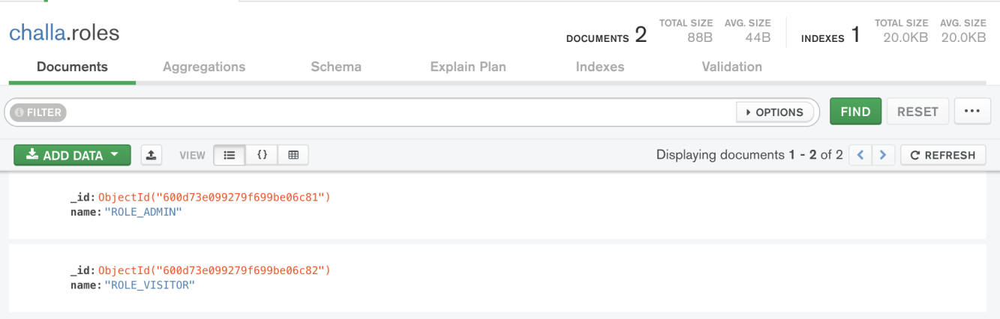 challa.roles
DOCUMENTS 2
TOTAL SIZE 88B
AVG. SIZE 44B
INDEXES 1
TOTAL SIZE 20.0KB
AVG. SIZE 20.0KB
Documents Aggregations Schema Explain Plan Indexes Validation
FILTER OPTIONS FIND RESET ...
ADD DATA VIEW {} Displaying documents 1 - 2 of 2 < > REFRESH
_id: ObjectId("600d73e099279f699be06c81")
name: "ROLE_ADMIN"
_id: ObjectId("600d73e099279f699be06c82")
name: "ROLE_VISITOR"